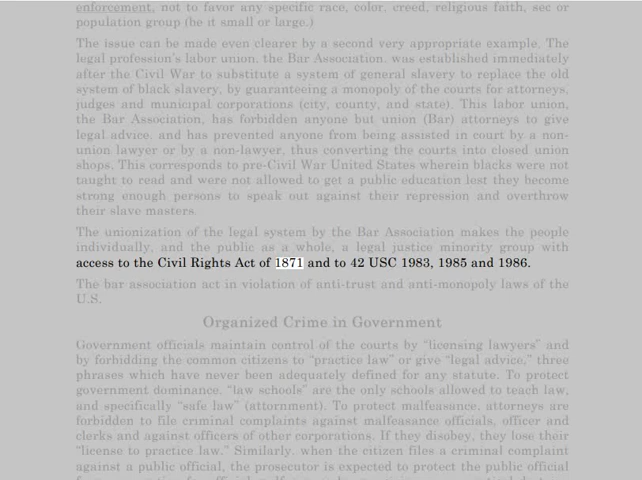 enforcement, not to favor any specific race, color, creed, religious faith, sec or
population group (be it small or large.)
The issue can be made even clearer by a second very appropriate example. The
legal profession's labor union, the Bar Association, was established immediately
after the Civil War to substitute a system of general slavery to replace the old
system of black slavery, by guaranteeing a monopoly of the courts for attorneys,
judges and municipal corporations (city, county, and state). This labor union,
the Bar Association, has forbidden anyone but union (Bar) attorneys to give
legal advice, and has prevented anyone from being assisted in court by a non-
union lawyer or by a non-lawyer, thus converting the courts into closed union
shops, This corresponds to pre-Civil War United States wherein blacks were not
taught to read and were not allowed to get a public education lest they become
strong enough persons to speak out against their repression and overthrow
their slave masters
The unionization of the legal system by the Bar Association makes the people
individually, and the public as a whole, a legal justice minority group with
access to the Civil Rights Act of 1871 and to 42 USC 1983, 1985 and 1986.
The bar association act in violation of anti-trust and anti-monopoly laws of the
U.S.
Organized Crime in Government
Government officials maintain control of the courts by "licensing lawyers" and
by forbidding the common citizens to "practice law" or give "legal advice," three
phrases which have never been adequately defined for any statute. To protect
government dominance, "law schools" are the only schools allowed to teach law,
and specifically "safe law" (attornment). To protect malfeasance, attorneys are
forbidden to file criminal complaints against malfeasance officials, officer and
clerks and against officers of other corporations. If they disobey, they lose their
"license to practice law." Similarly, when the citizen files a criminal complaint
against a public official, the prosecutor is expected to protect the public official